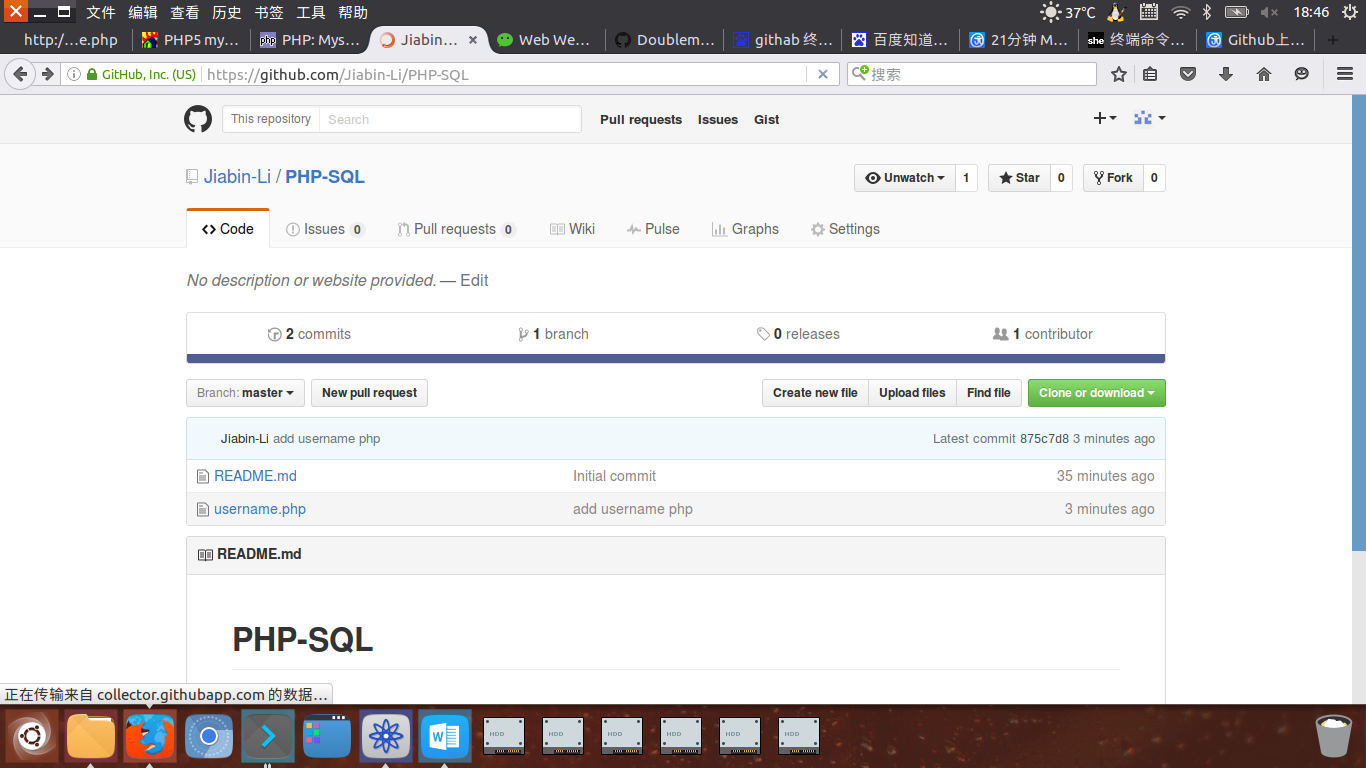 文件 编辑 查看 历史 书签 工具 帮助 37°C 18:46
http:/...e.php PHP5 my... PHP: Mys... Jiabin-... Web We... Doublem... githab 终... 百度知道... 21分钟 M... she 终端命令... Github上...
GitHub, Inc. (US) https://github.com/Jiabin-Li/PHP-SQL 搜索
This repository Search Pull requests Issues Gist
Jiabin-Li / PHP-SQL Unwatch 1 Star 0 Fork 0
Code Issues 0 Pull requests 0 Wiki Pulse Graphs Settings
No description or website provided. — Edit
2 commits 1 branch 0 releases 1 contributor
Branch: master New pull request Create new file Upload files Find file Clone or download
Jiabin-Li add username php Latest commit 875c7d8 3 minutes ago
README.md Initial commit 35 minutes ago
username.php add username php 3 minutes ago
README.md
PHP-SQL
正在传输来自 collector.githubapp.com 的数据...
W HDD HDD HDD HDD HDD HDD